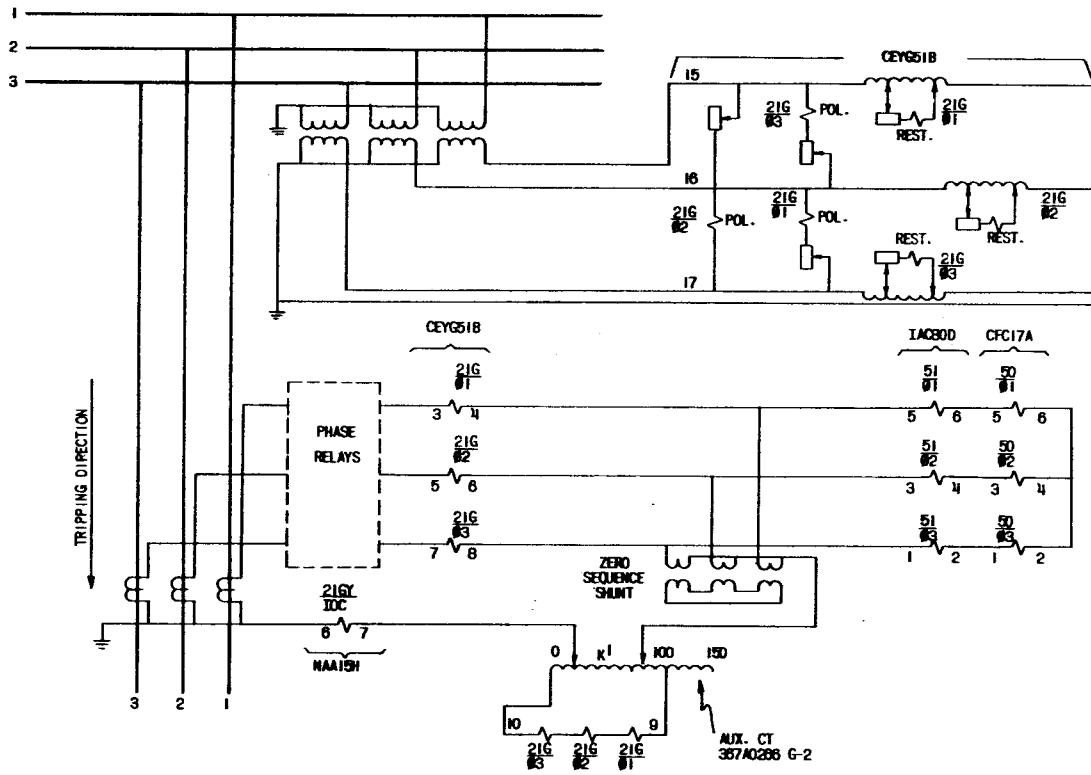 1
2
3
CEYG51B
15
21G
Ø3
POL.
21G
Ø1
REST.
16
21G
Ø2
POL.
21G
Ø1
POL.
REST.
21G
Ø2
REST.
21G
Ø3
17
CEYG51B
IAC80D
CFC17A
TRIPPING DIRECTION
PHASE
RELAYS
21G
Ø1
3 4
51
Ø1
5 6
50
Ø1
5 6
21G
Ø2
5 6
51
Ø2
3 4
50
Ø2
3 4
21G
Ø3
7 8
51
Ø3
1 2
50
Ø3
1 2
ZERO
SEQUENCE
SHUNT
21GY
IOC
6 7
NAA15H
0 K1 100 150
3 2 1
10 9
21G
Ø3
21G
Ø2
21G
Ø1
AUX. CT
367A0266 G-2